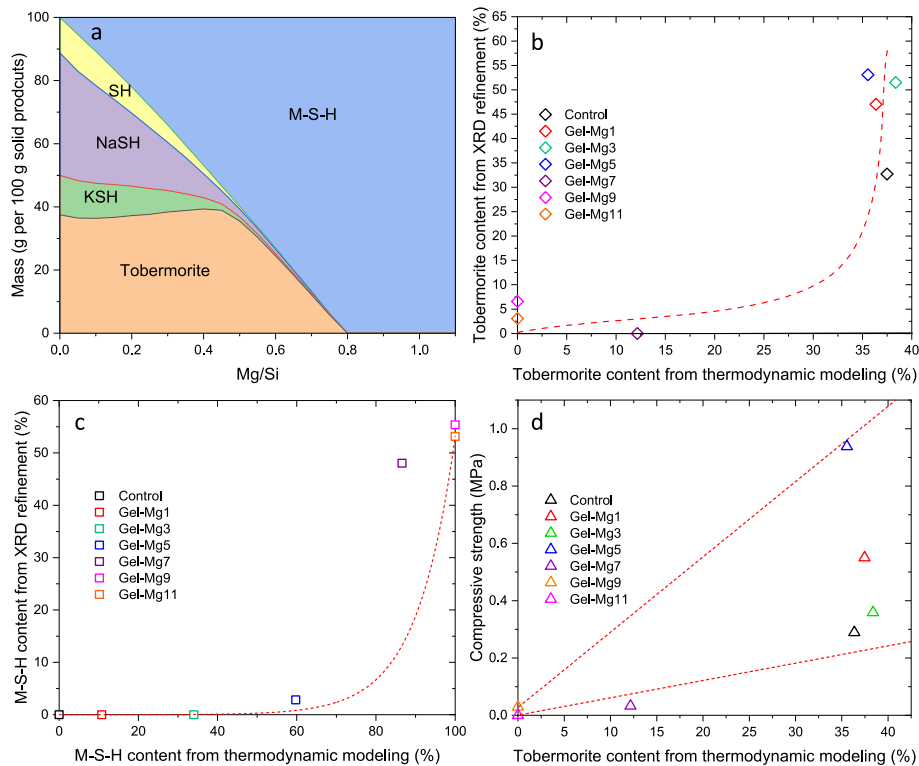 a
Mass (g per 100 g solid prodcuts)
100
80
60
40
20
0
SH
NaSH
KSH
M-S-H
Tobermorite
0.0
0.2
0.4
0.6
0.8
1.0
Mg/Si
b
Tobermorite content from XRD refinement (%)
65
60
55
50
45
40
35
30
25
20
15
10
5
0
Control
Gel-Mg1
Gel-Mg3
Gel-Mg5
Gel-Mg7
Gel-Mg9
Gel-Mg11
0
5
10
15
20
25
30
35
40
Tobermorite content from thermodynamic modeling (%)
c
M-S-H content from XRD refinement (%)
60
50
40
30
20
10
0
Control
Gel-Mg1
Gel-Mg3
Gel-Mg5
Gel-Mg7
Gel-Mg9
Gel-Mg11
0
20
40
60
80
100
M-S-H content from thermodynamic modeling (%)
d
Compressive strength (MPa)
1.0
0.8
0.6
0.4
0.2
0.0
Control
Gel-Mg1
Gel-Mg3
Gel-Mg5
Gel-Mg7
Gel-Mg9
Gel-Mg11
0
5
10
15
20
25
30
35
40
Tobermorite content from thermodynamic modeling (%)